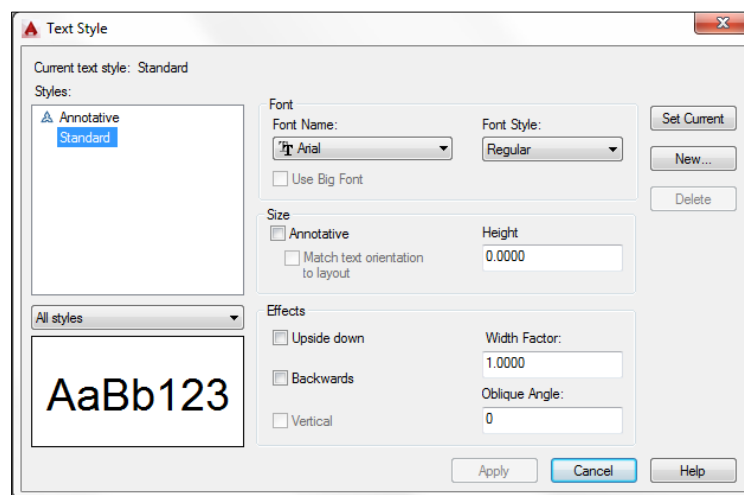 Text Style
Current text style: Standard
Styles:
Annotative
Standard
All styles
AaBb123
Font
Font Name:
Arial
Font Style:
Regular
Use Big Font
Size
Annotative
Match text orientation
to layout
Height
0.0000
Effects
Upside down
Backwards
Vertical
Width Factor:
1.0000
Oblique Angle:
0
Set Current
New...
Delete
Apply
Cancel
Help